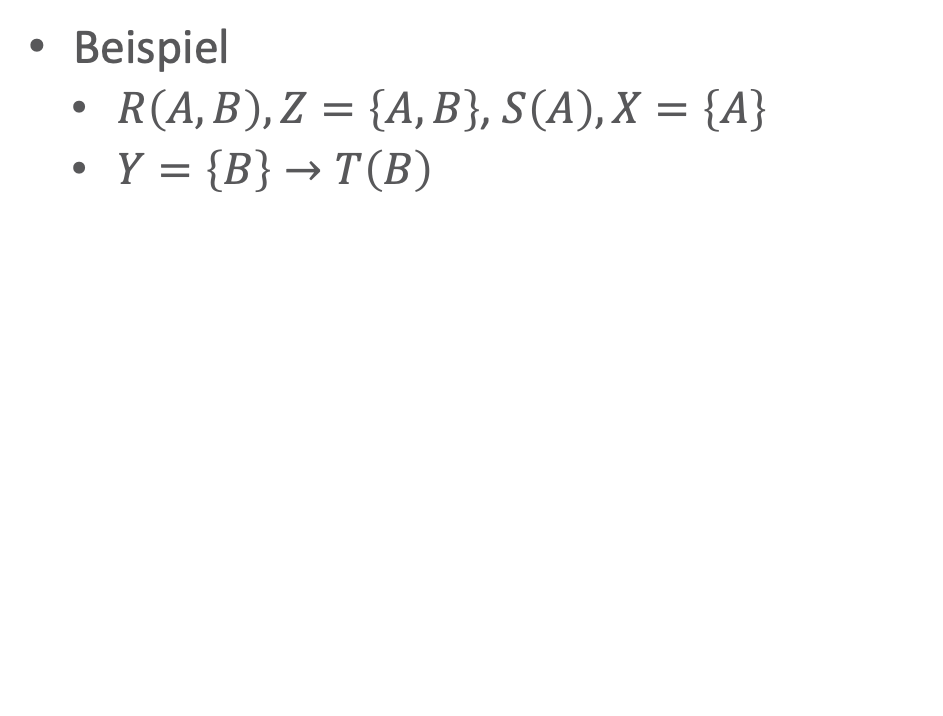 • Beispiel
• R(A, B), Z = {A, B}, S(A), X = {A}
• Y = {B} → T(B)